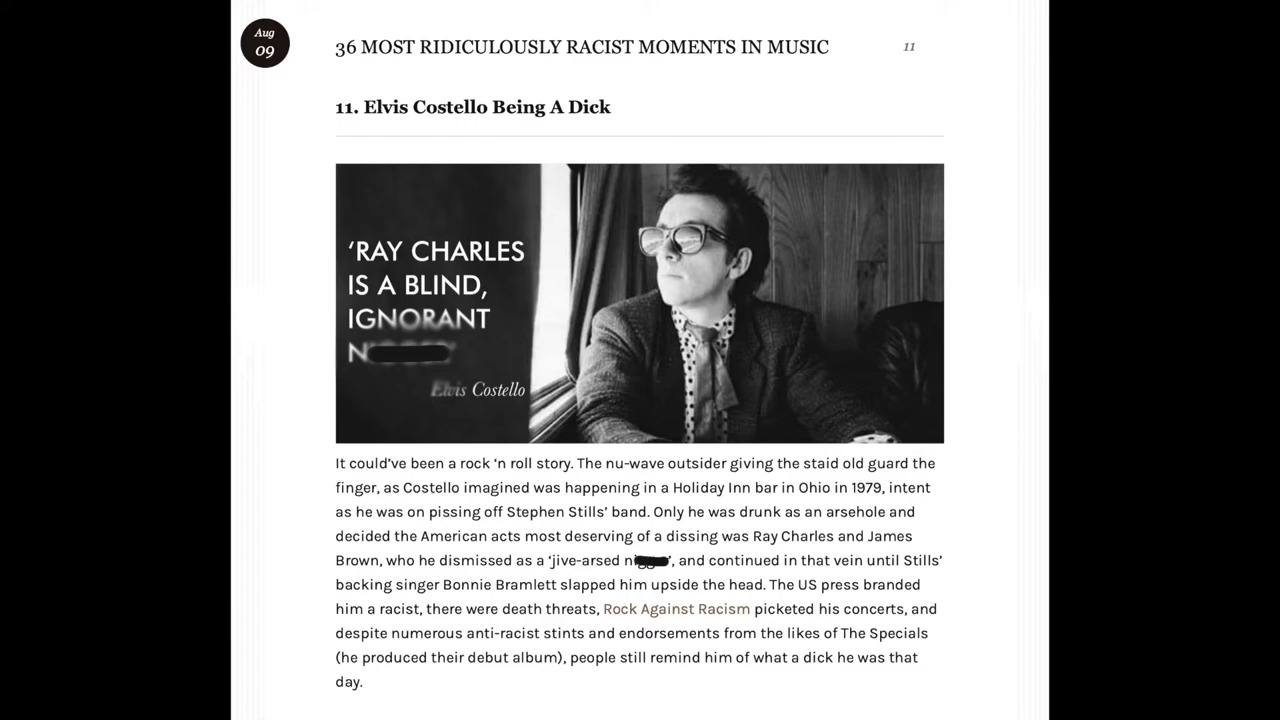 Aug
09
36 MOST RIDICULOUSLY RACIST MOMENTS IN MUSIC
11
11. Elvis Costello Being A Dick
‘RAY CHARLES
IS A BLIND,
IGNORANT
Elvis Costello
It could’ve been a rock ‘n roll story. The nu-wave outsider giving the staid old guard the
finger, as Costello imagined was happening in a Holiday Inn bar in Ohio in 1979, intent
as he was on pissing off Stephen Stills’ band. Only he was drunk as an arsehole and
decided the American acts most deserving of a dissing was Ray Charles and James
Brown, who he dismissed as a ‘jive-arsed , and continued in that vein until Stills’
backing singer Bonnie Bramlett slapped him upside the head. The US press branded
him a racist, there were death threats, Rock Against Racism picketed his concerts, and
despite numerous anti-racist stints and endorsements from the likes of The Specials
(he produced their debut album), people still remind him of what a dick he was that
day.